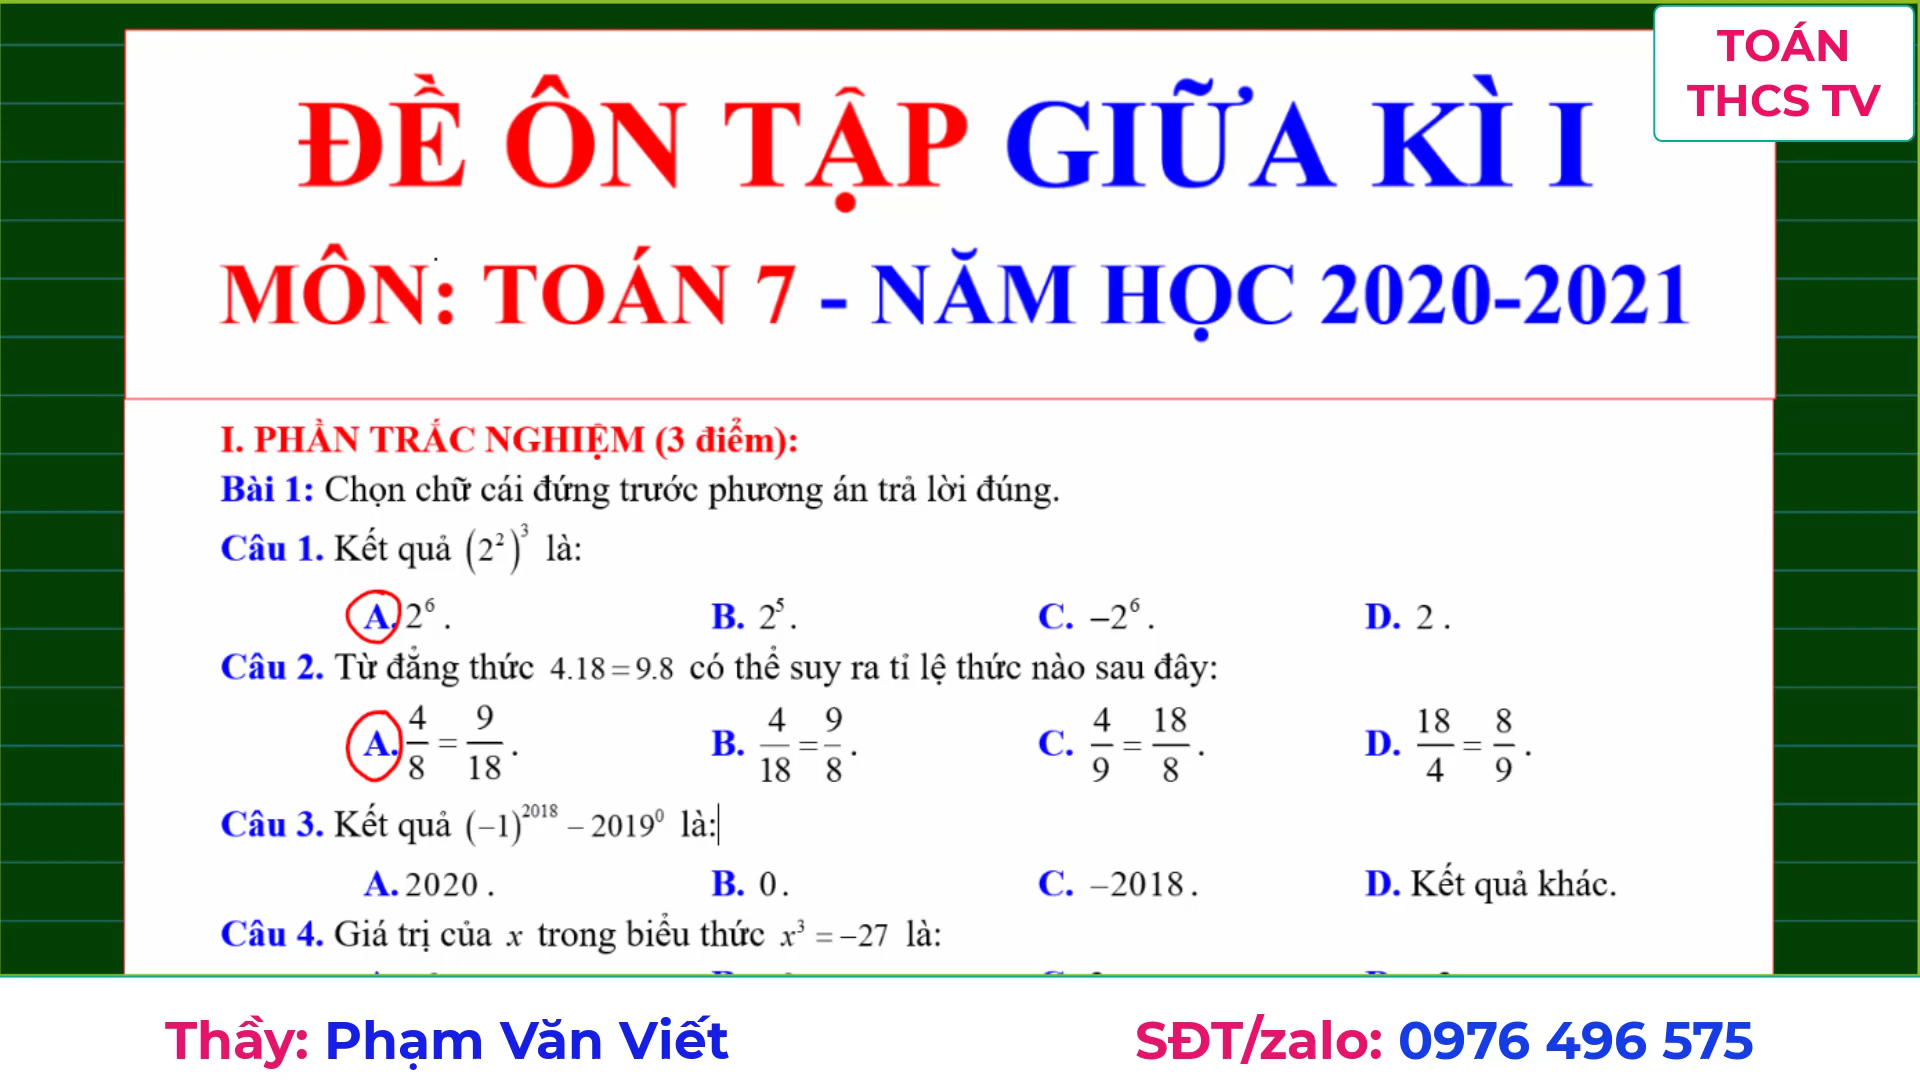 TOÁN
THCS TV
ĐỀ ÔN TẬP GIỮA KÌ I
MÔN: TOÁN 7 - NĂM HỌC 2020-2021
I. PHẦN TRẮC NGHIỆM (3 điểm):
Bài 1: Chọn chữ cái đứng trước phương án trả lời đúng.
Câu 1. Kết quả (2²)³ là:
A. 2⁶ . B. 2⁵ . C. −2⁶ . D. 2 .
Câu 2. Từ đẳng thức 4.18 = 9.8 có thể suy ra tỉ lệ thức nào sau đây:
A. 4/8 = 9/18 . B. 4/18 = 9/8 . C. 4/9 = 18/8 . D. 18/4 = 8/9 .
Câu 3. Kết quả (−1)²⁰¹⁸ − 2019⁰ là:
A. 2020 . B. 0 . C. −2018 . D. Kết quả khác.
Câu 4. Giá trị của x trong biểu thức x³ = −27 là:
Thầy: Phạm Văn Viết SĐT/zalo: 0976 496 575